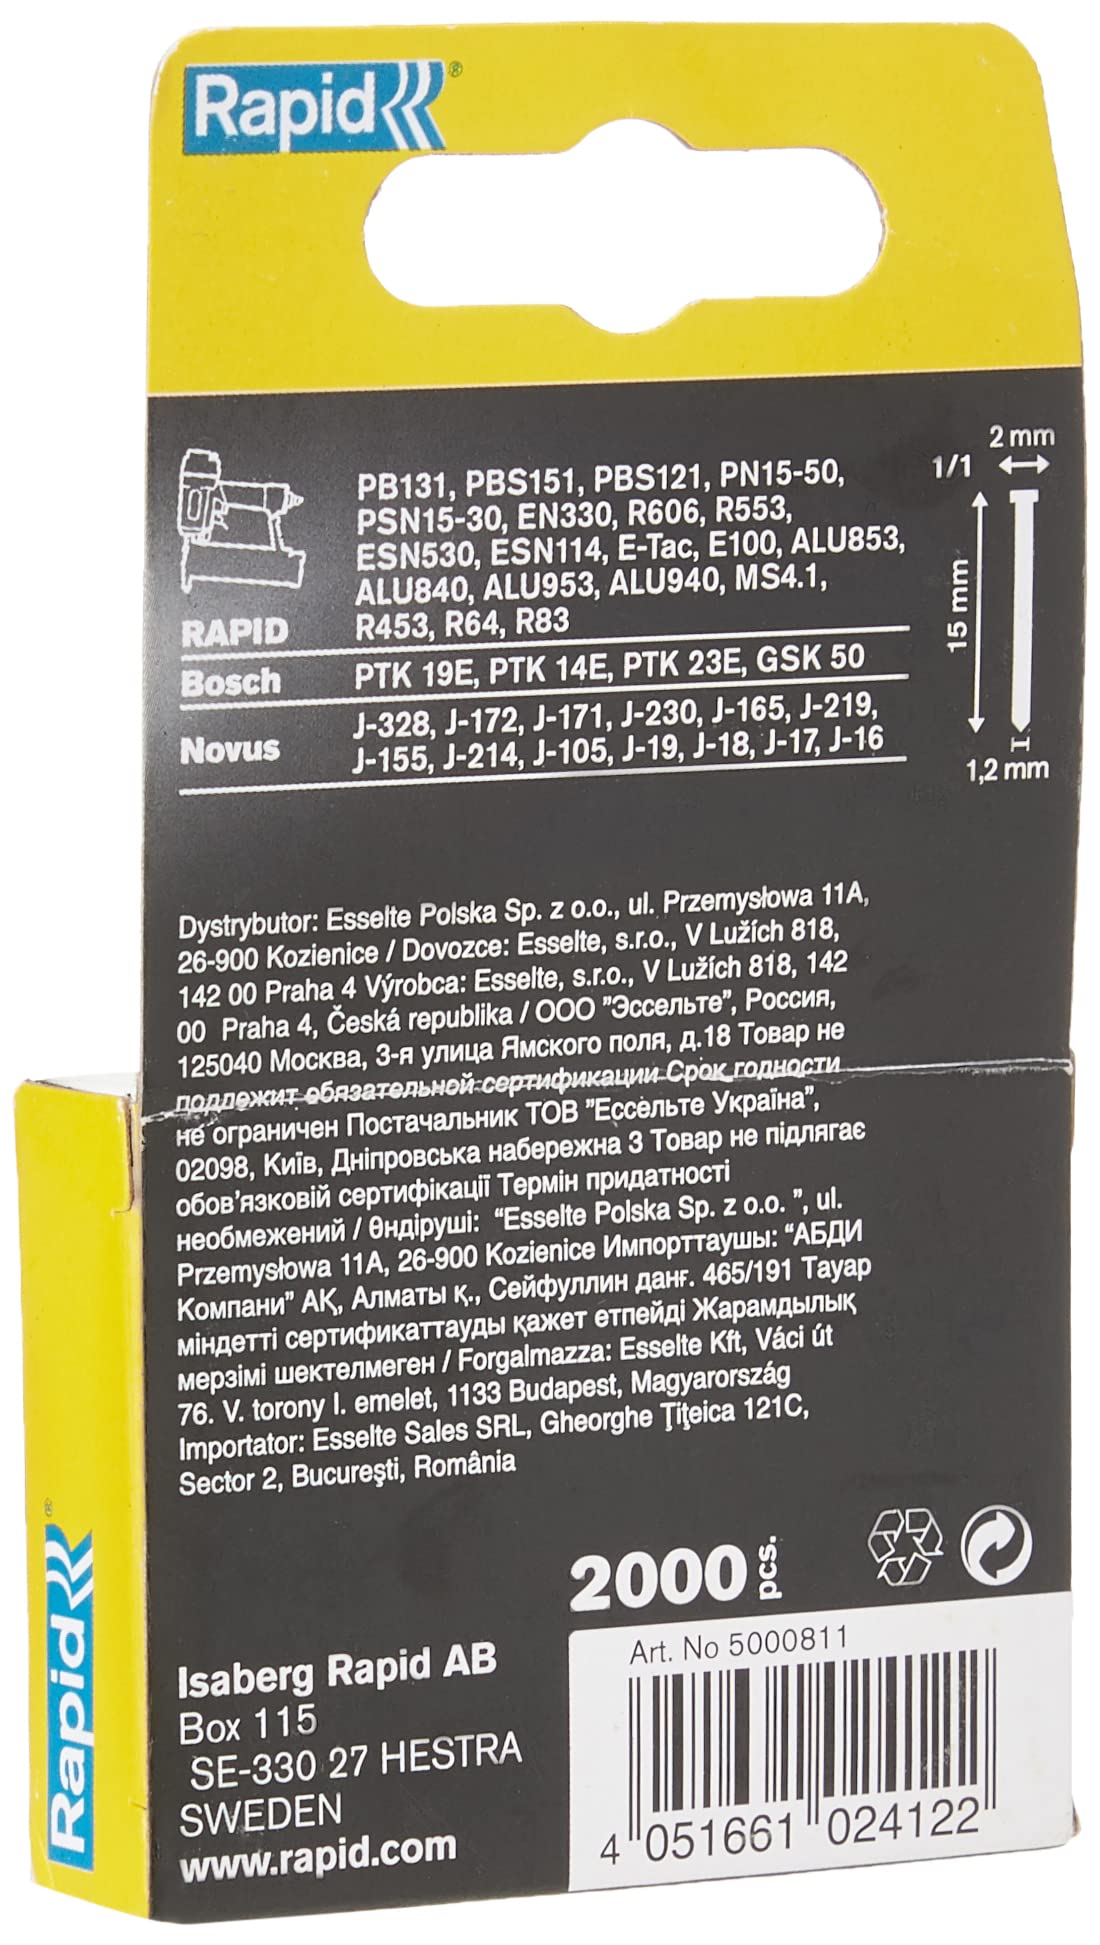 Rapid®
PB131, PBS151, PBS121, PN15-50,
PSN15-30, EN330, R606, R553,
ESN530, ESN114, E-Tac, E100, ALU853,
ALU840, ALU953, ALU940, MS4.1,
RAPID R453, R64, R83
Bosch PTK 19E, PTK 14E, PTK 23E, GSK 50
Novus J-328, J-172, J-171, J-230, J-165, J-219,
J-155, J-214, J-105, J-19, J-18, J-17, J-16
2 mm
1/1
15 mm
1,2 mm
Dystrybutor: Esselte Polska Sp. z o.o., ul. Przemysłowa 11A,
26-900 Kozienice / Dovozce: Esselte, s.r.o., V Lužích 818,
142 00 Praha 4 Výrobca: Esselte, s.r.o., V Lužích 818, 142
00 Praha 4, Česká republika / ООО ”Эссельте”, Россия,
125040 Москва, 3-я улица Ямского поля, д.18 Товар не
подлежит обязательной сертификации Срок годности
не ограничен Постачальник ТОВ ”Ессельте Україна”,
02098, Київ, Дніпровська набережна 3 Товар не підлягає
обов’язковій сертифікації Термін придатності
необмежений / Өндіруші: “Esselte Polska Sp. z o.o. ”, ul.
Przemysłowa 11A, 26-900 Kozienice Импорттаушы: “АБДИ
Компани” АҚ, Алматы қ., Сейфуллин даңғ. 465/191 Тауар
міндетті сертификаттауды қажет етпейді Жарамдылық
мерзімі шектелмеген / Forgalmazza: Esselte Kft, Váci út
76. V. torony I. emelet, 1133 Budapest, Magyarország
Importator: Esselte Sales SRL, Gheorghe Ţiţeica 121C,
Sector 2, Bucureşti, România
2000 pcs.
Isaberg Rapid AB
Box 115
SE-330 27 HESTRA
SWEDEN
www.rapid.com
Art. No 5000811
4 051661 024122
Rapid®